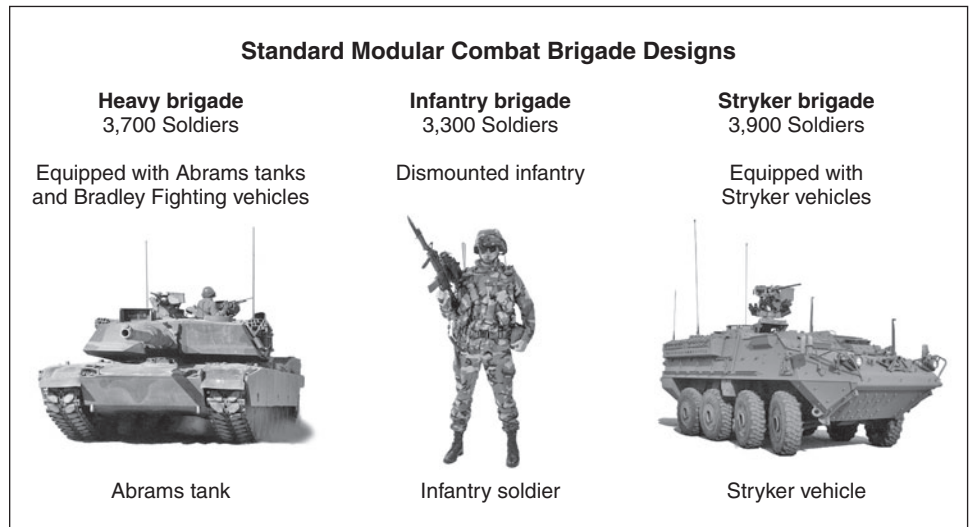 Standard Modular Combat Brigade Designs
Heavy brigade
3,700 Soldiers
Equipped with Abrams tanks
and Bradley Fighting vehicles
Abrams tank
Infantry brigade
3,300 Soldiers
Dismounted infantry
Infantry soldier
Stryker brigade
3,900 Soldiers
Equipped with
Stryker vehicles
Stryker vehicle